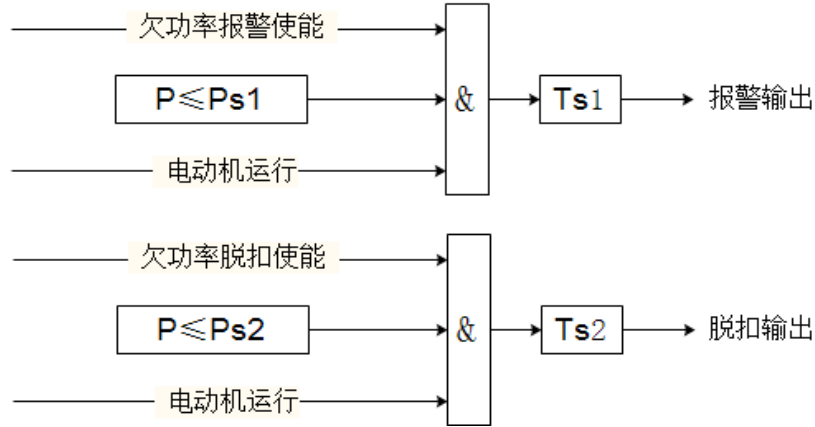 欠功率报警使能
P≤Ps1
&
Ts1
报警输出
电动机运行
欠功率脱扣使能
P≤Ps2
&
Ts2
脱扣输出
电动机运行